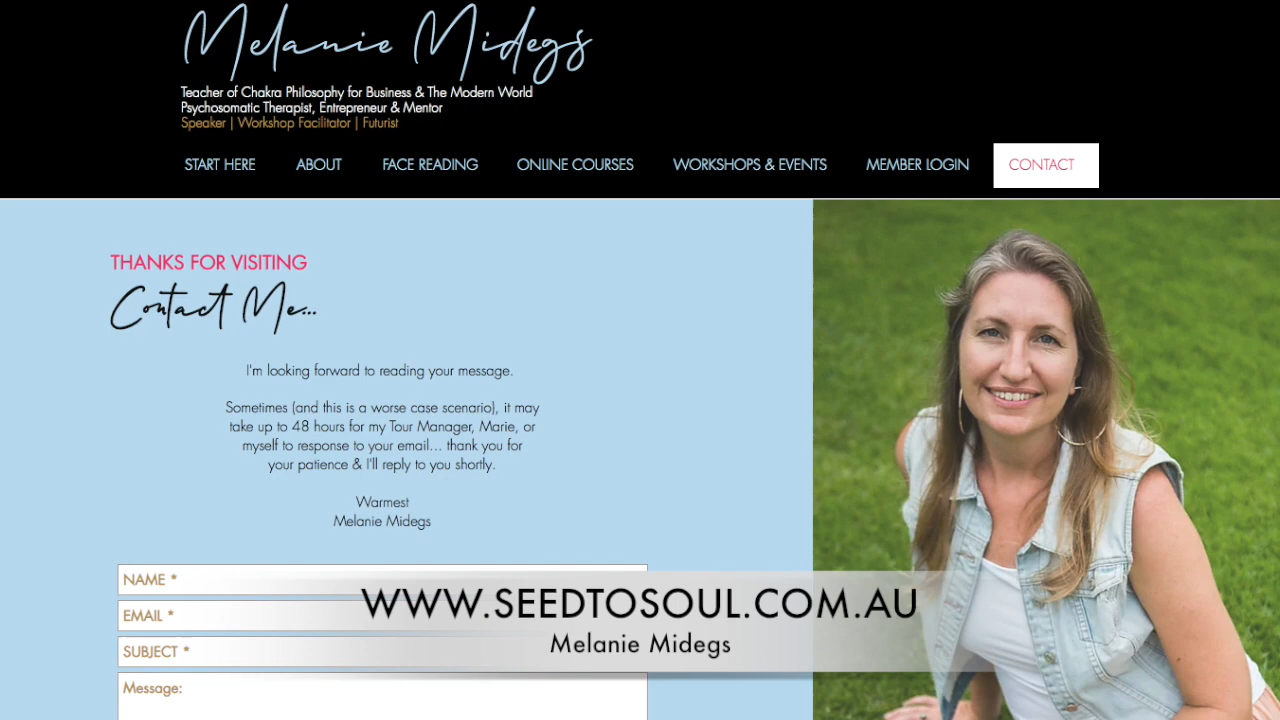 Melanie Midegs
Teacher of Chakra Philosophy for Business & The Modern World
Psychosomatic Therapist, Entrepreneur & Mentor
Speaker | Workshop Facilitator | Futurist
START HERE ABOUT FACE READING ONLINE COURSES WORKSHOPS & EVENTS MEMBER LOGIN CONTACT
THANKS FOR VISITING
Contact Me...
I'm looking forward to reading your message.
Sometimes (and this is a worse case scenario), it may
take up to 48 hours for my Tour Manager, Marie, or
myself to response to your email... thank you for
your patience & I'll reply to you shortly.
Warmest
Melanie Midegs
NAME *
EMAIL *
SUBJECT *
Message:
WWW.SEEDTOSOUL.COM.AU
Melanie Midegs